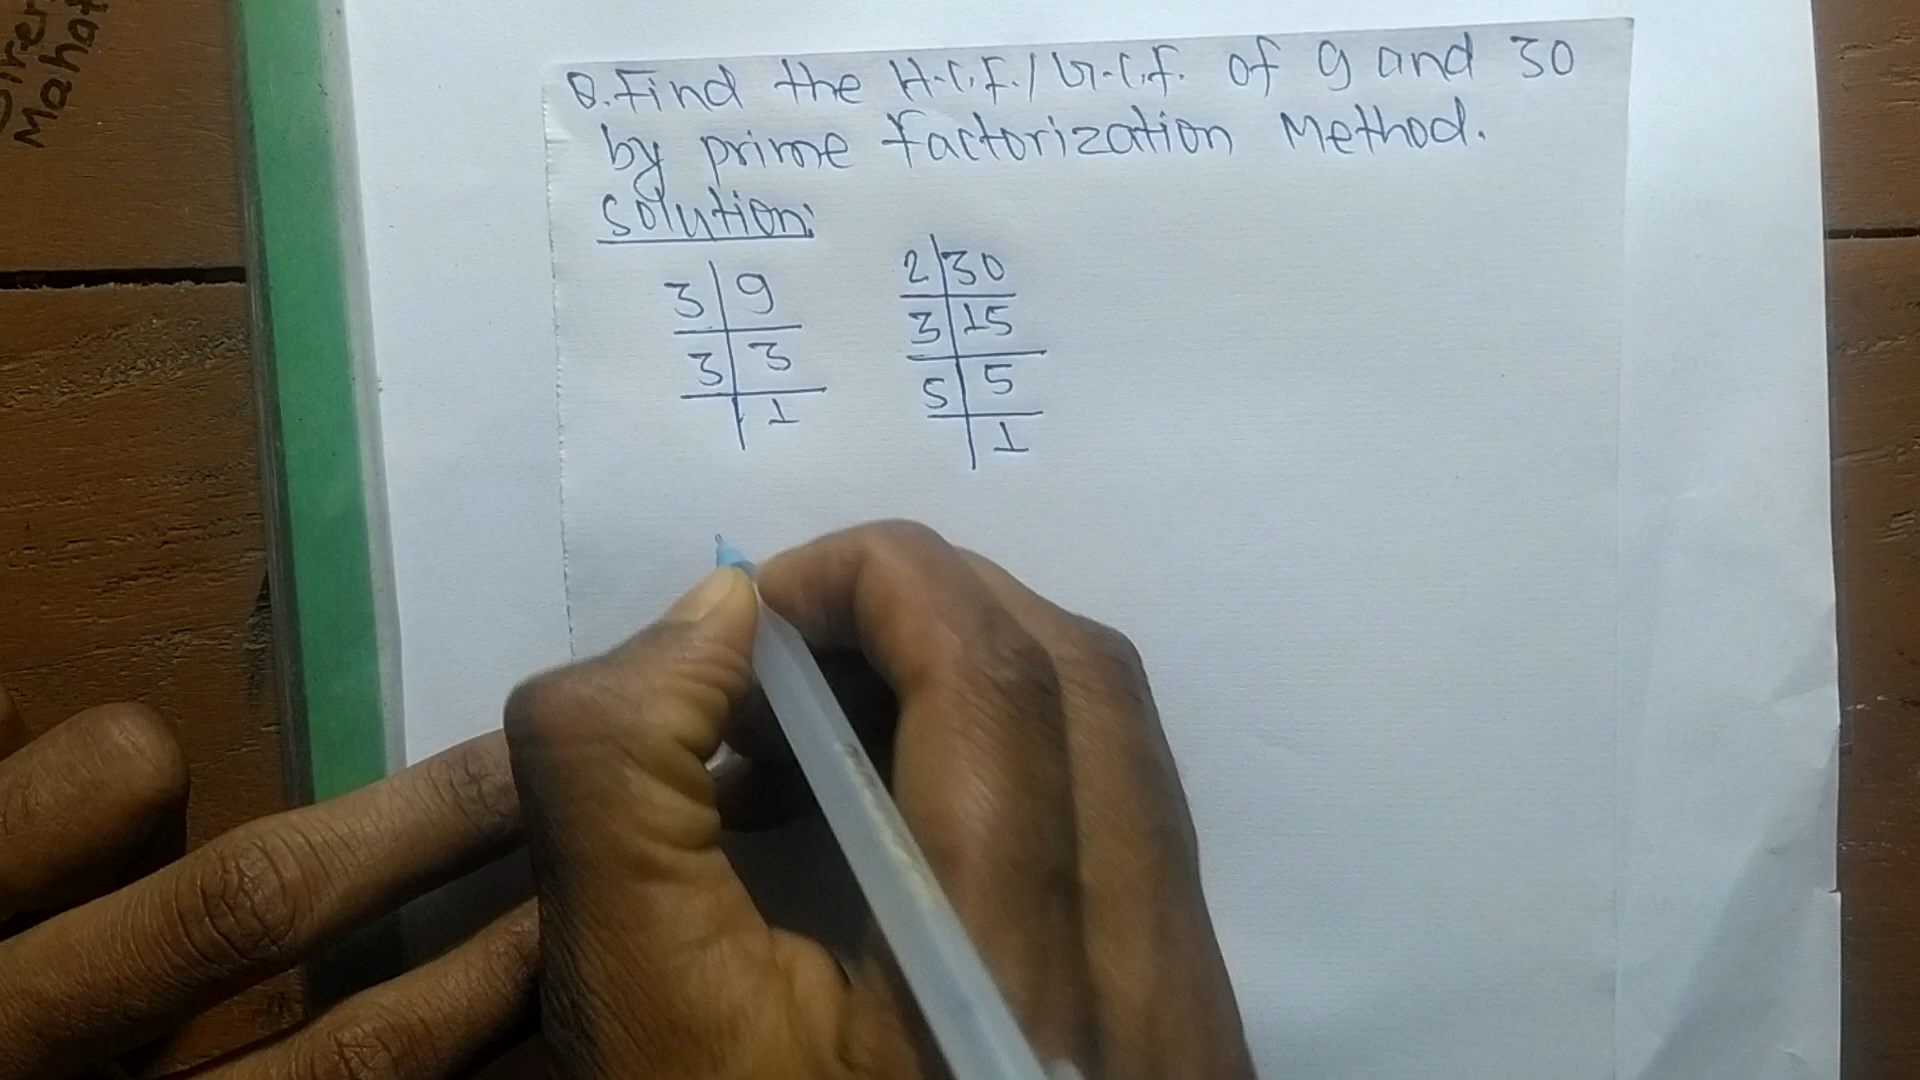 Q. Find the H.C.F./G.C.F. of 9 and 30
by prime factorization Method.
solution:
3 9
3 3
1
2 30
3 15
5 5
1